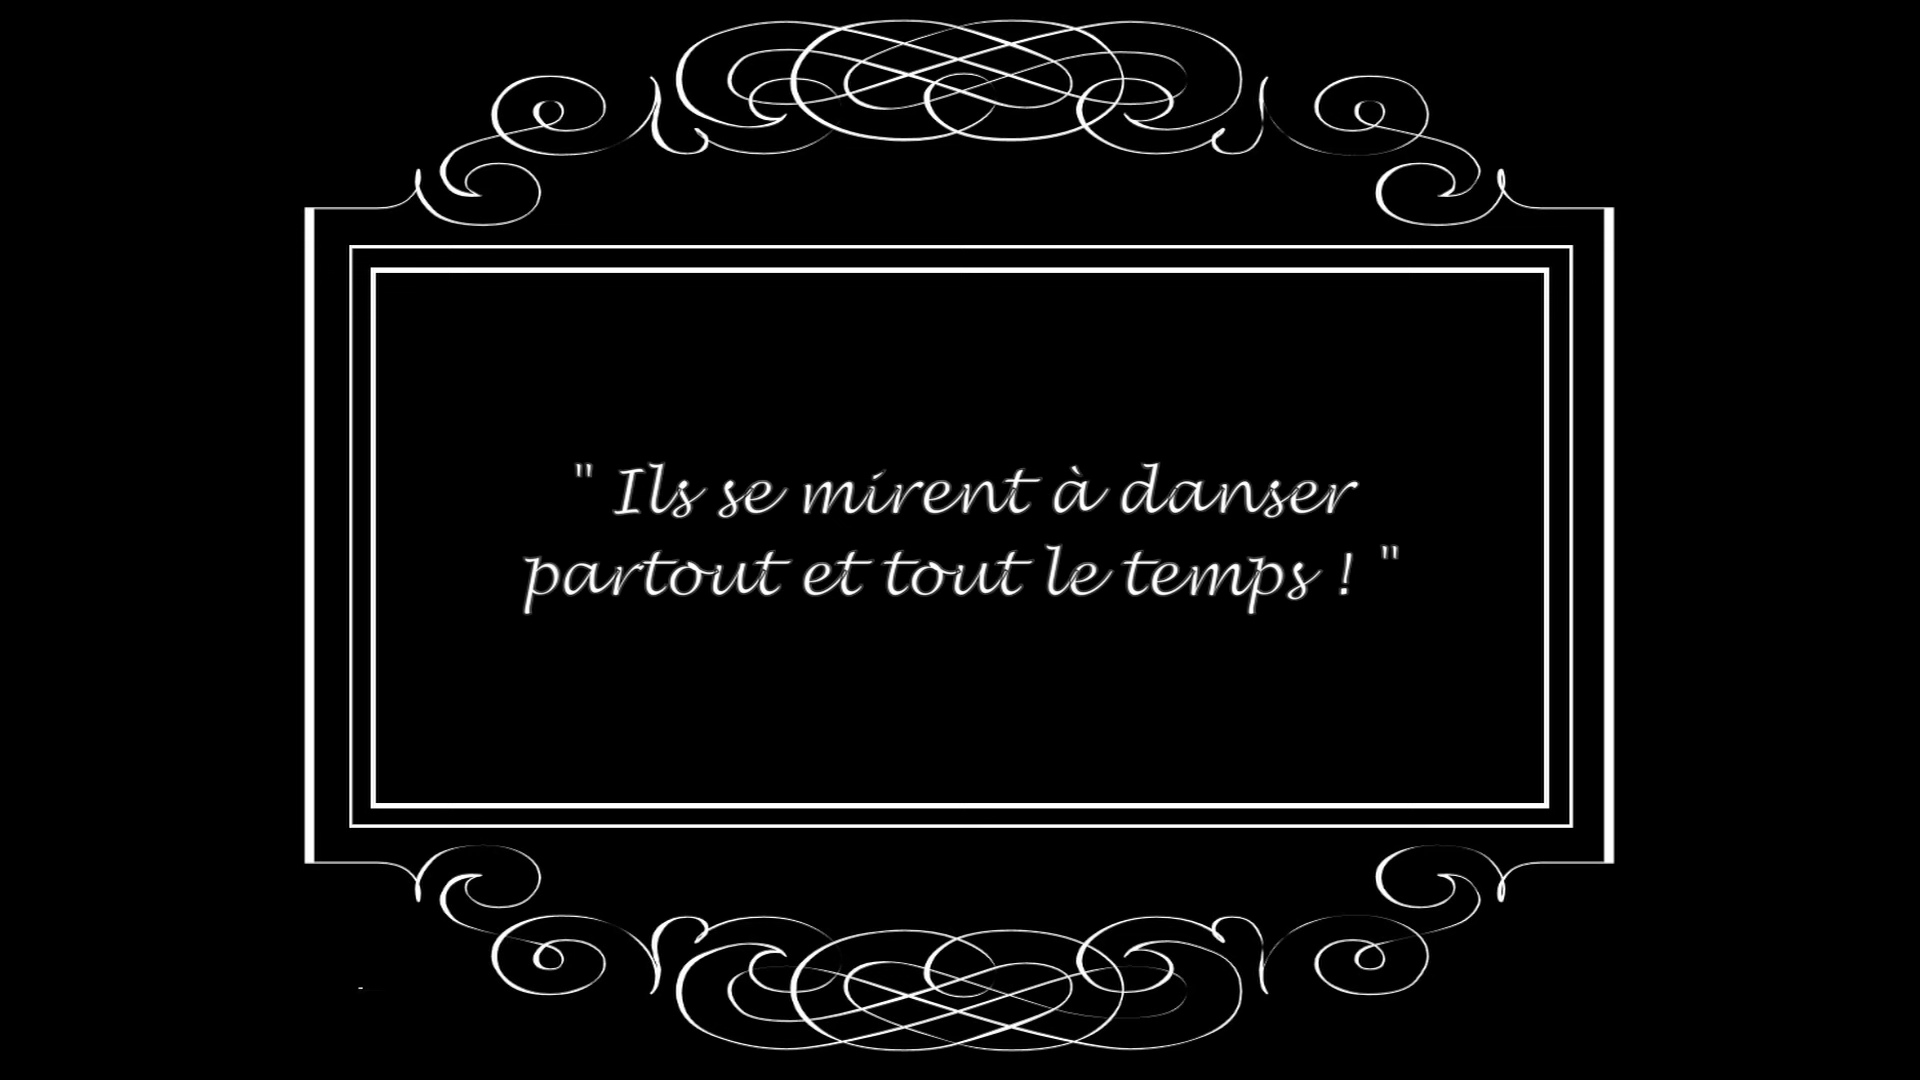 " Ils se mirent à danser
partout et tout le temps ! "